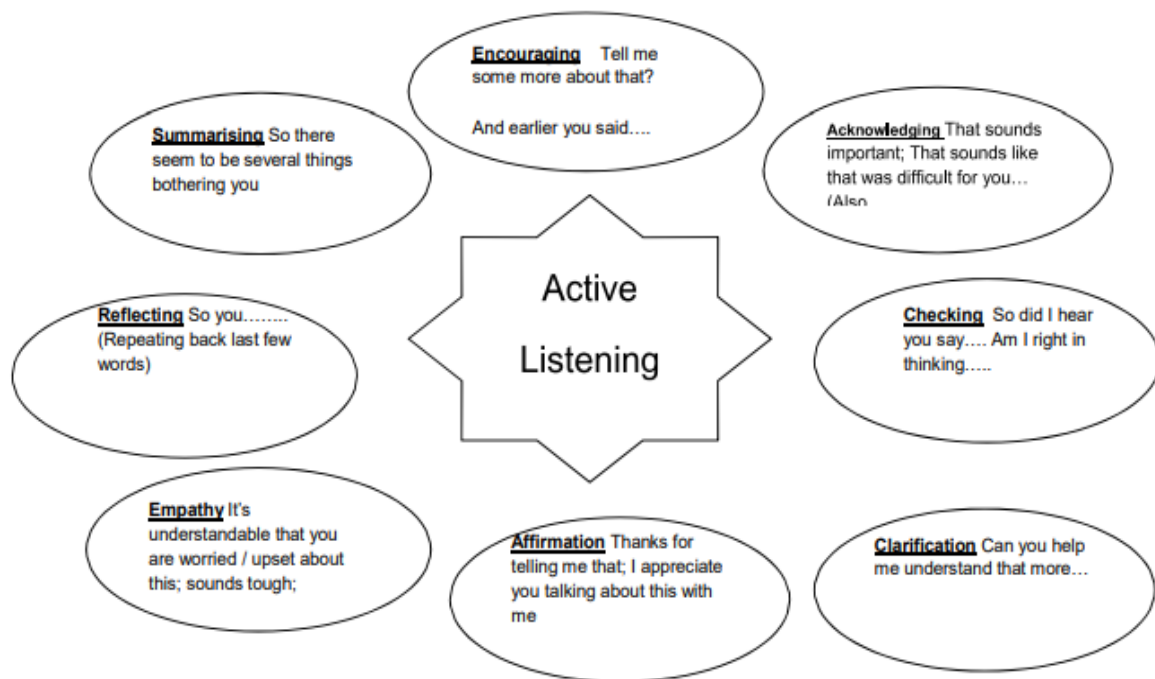 Encouraging Tell me
some more about that?
And earlier you said….
Acknowledging That sounds
important; That sounds like
that was difficult for you…
(Also
Checking So did I hear
you say…. Am I right in
thinking…..
Clarification Can you help
me understand that more…
Affirmation Thanks for
telling me that; I appreciate
you talking about this with
me
Empathy It's
understandable that you
are worried / upset about
this; sounds tough;
Reflecting So you……..
(Repeating back last few
words)
Summarising So there
seem to be several things
bothering you
Active
Listening